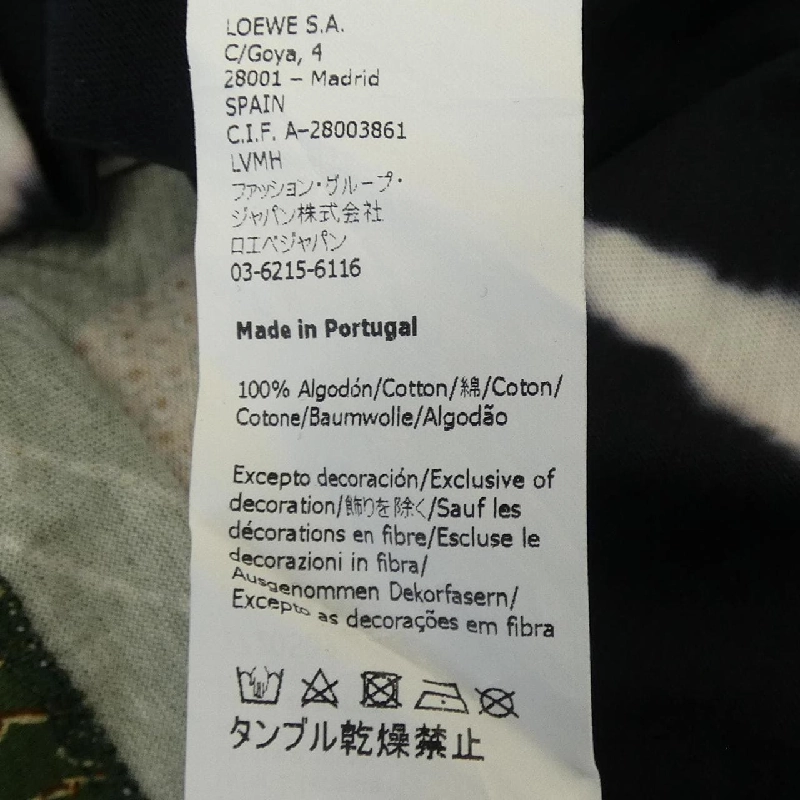 LOEWE S.A.
C/Goya, 4
28001 – Madrid
SPAIN
C.I.F. A-28003861
LVMH
ファッション・グループ・
ジャパン株式会社
ロエベジャパン
03-6215-6116
Made in Portugal
100% Algodón/Cotton/綿/Coton/
Cotone/Baumwolle/Algodão
Excepto decoración/Exclusive of
decoration/飾りを除く/Sauf les
décorations en fibre/Escluse le
decorazioni in fibra/
Ausgenommen Dekorfasern/
Excepto as decorações em fibra
タンブル乾燥禁止